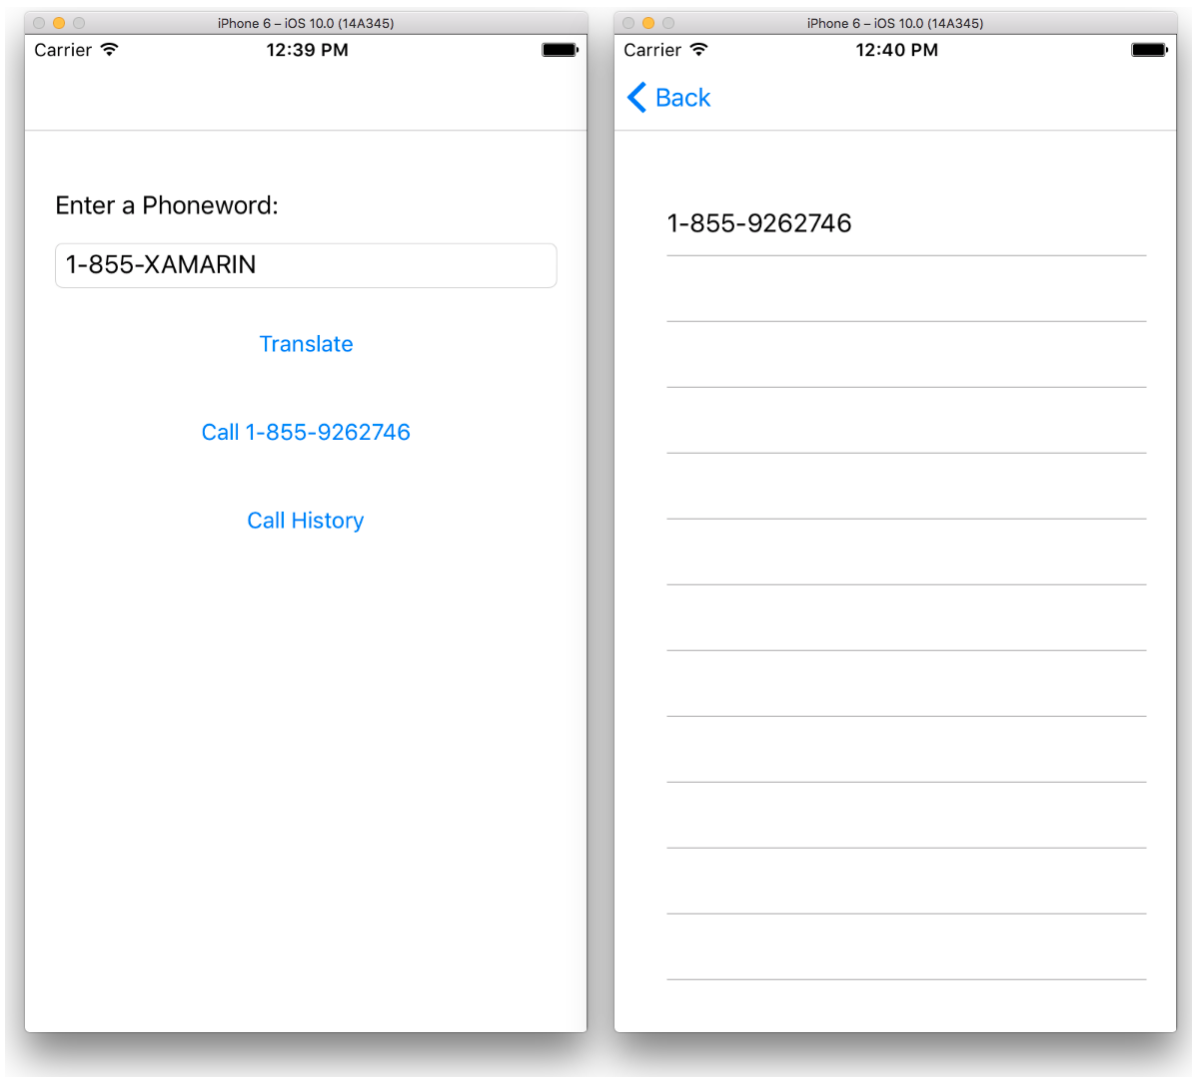 iPhone 6 – iOS 10.0 (14A345)
Carrier 12:39 PM
Enter a Phoneword:
1-855-XAMARIN
Translate
Call 1-855-9262746
Call History
iPhone 6 – iOS 10.0 (14A345)
Carrier 12:40 PM
Back
1-855-9262746